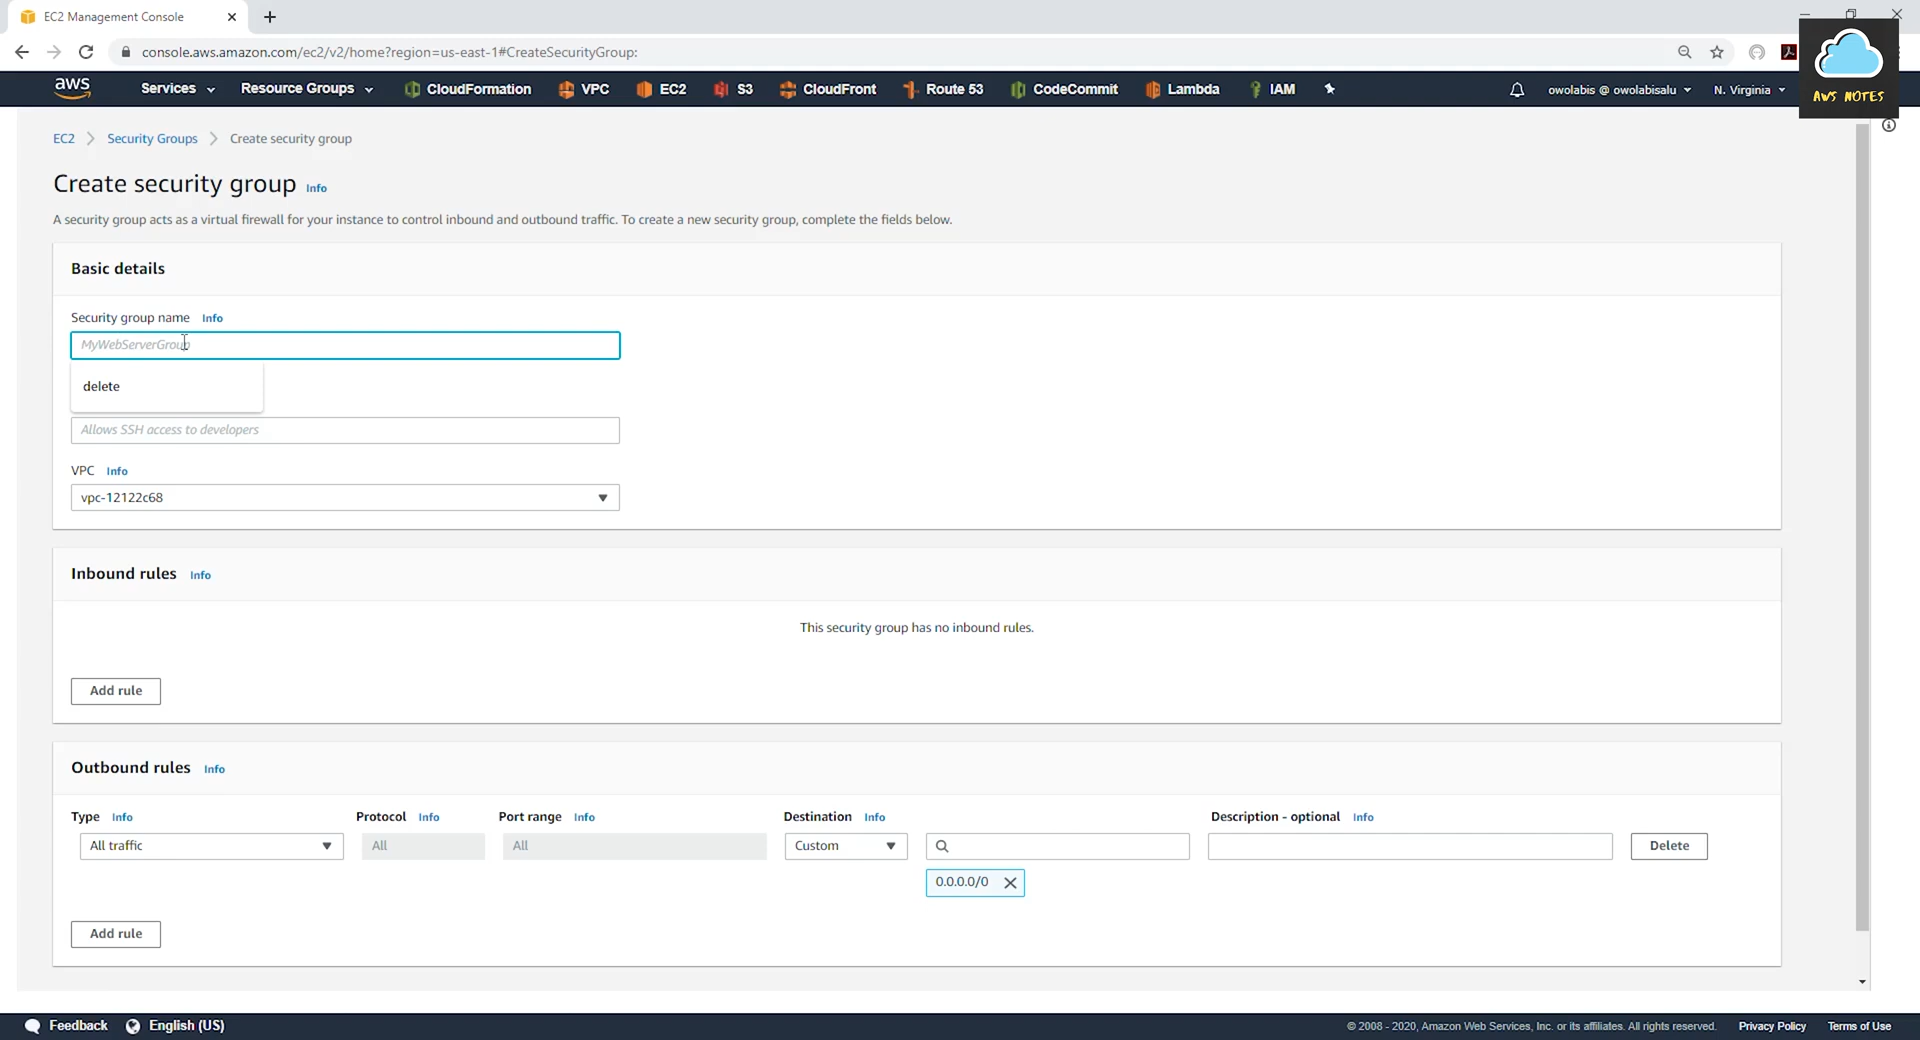 EC2 Management Console
console.aws.amazon.com/ec2/v2/home?region=us-east-1#CreateSecurityGroup:
aws Services Resource Groups CloudFormation VPC EC2 S3 CloudFront Route 53 CodeCommit Lambda IAM owolabis @ owolabisalu N. Virginia
AWS NOTES
EC2 Security Groups Create security group
Create security group Info
A security group acts as a virtual firewall for your instance to control inbound and outbound traffic. To create a new security group, complete the fields below.
Basic details
Security group name Info
MyWebServerGroup
delete
Allows SSH access to developers
VPC Info
vpc-12122c68
Inbound rules Info
This security group has no inbound rules.
Add rule
Outbound rules Info
Type Info Protocol Info Port range Info Destination Info Description - optional Info
All traffic All All Custom Delete
0.0.0.0/0
Add rule
Feedback English (US) © 2008 - 2020, Amazon Web Services, Inc. or its affiliates. All rights reserved. Privacy Policy Terms of Use